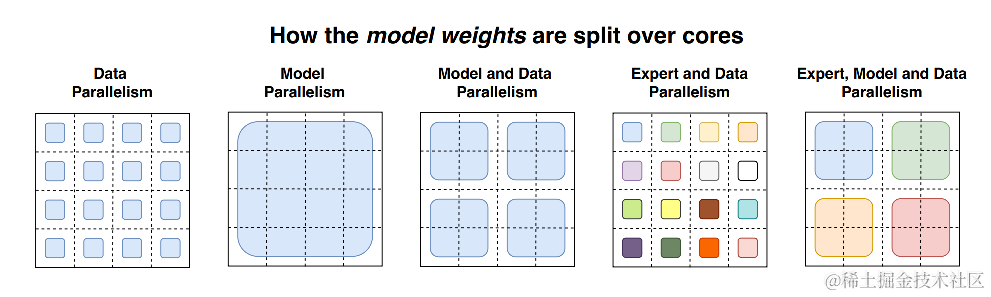 How the model weights are split over cores
Data
Parallelism
Model
Parallelism
Model and Data
Parallelism
Expert and Data
Parallelism
Expert, Model and Data
Parallelism
@稀土掘金技术社区